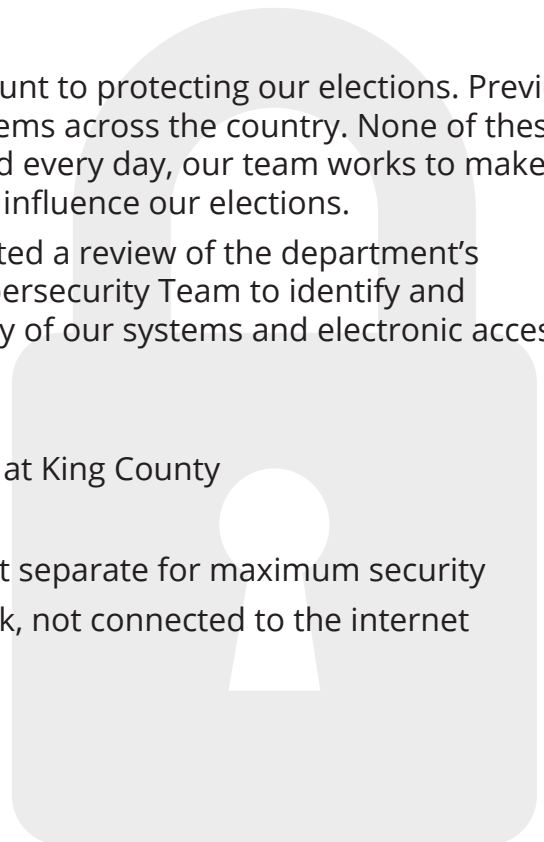 unt to protecting our elections. Previ
ems across the country. None of thes
d every day, our team works to make
influence our elections.
ted a review of the department’s
ersecurity Team to identify and
y of our systems and electronic acces
at King County
t separate for maximum security
k, not connected to the internet